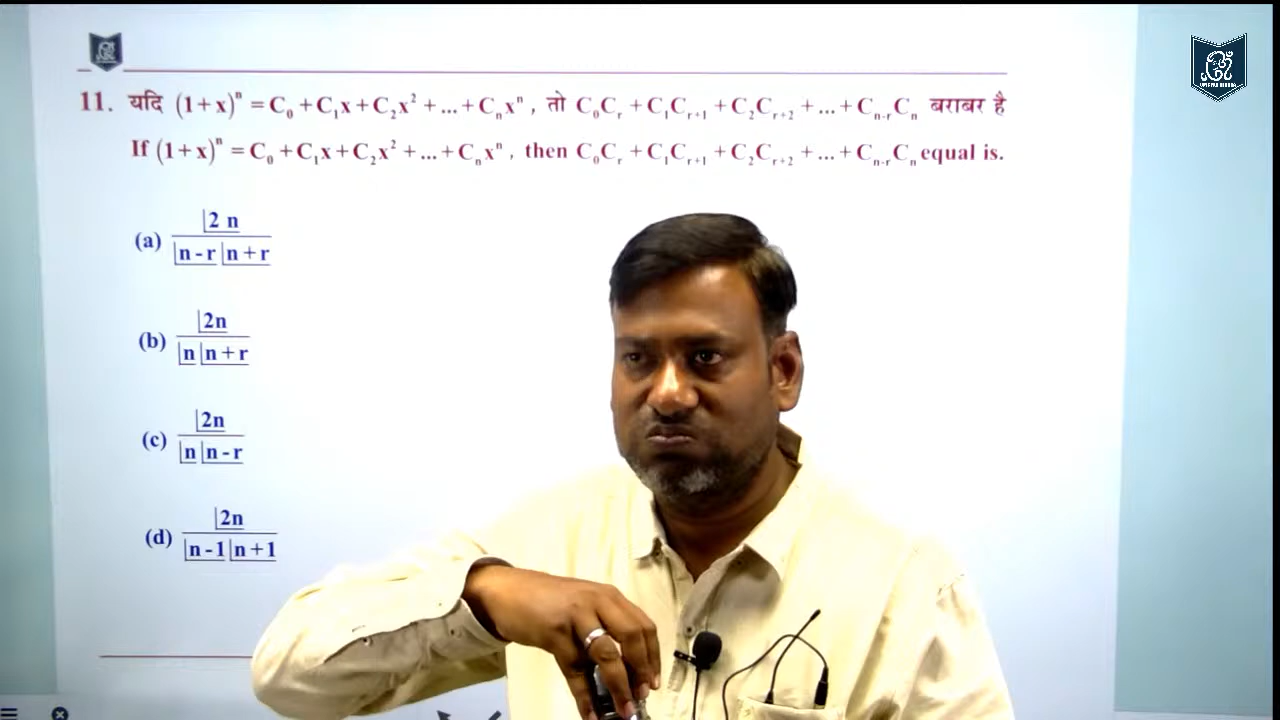 11. यदि (1+x)ⁿ = C₀ + C₁x + C₂x² + ... + Cₙxⁿ, तो C₀Cᵣ + C₁Cᵣ₊₁ + C₂Cᵣ₊₂ + ... + Cₙ₋ᵣCₙ बराबर है
If (1+x)ⁿ = C₀ + C₁x + C₂x² + ... + Cₙxⁿ, then C₀Cᵣ + C₁Cᵣ₊₁ + C₂Cᵣ₊₂ + ... + Cₙ₋ᵣCₙ equal is.
(a) |2 n / |n - r |n + r
(b) |2n / |n |n + r
(c) |2n / |n |n - r
(d) |2n / |n - 1 |n + 1